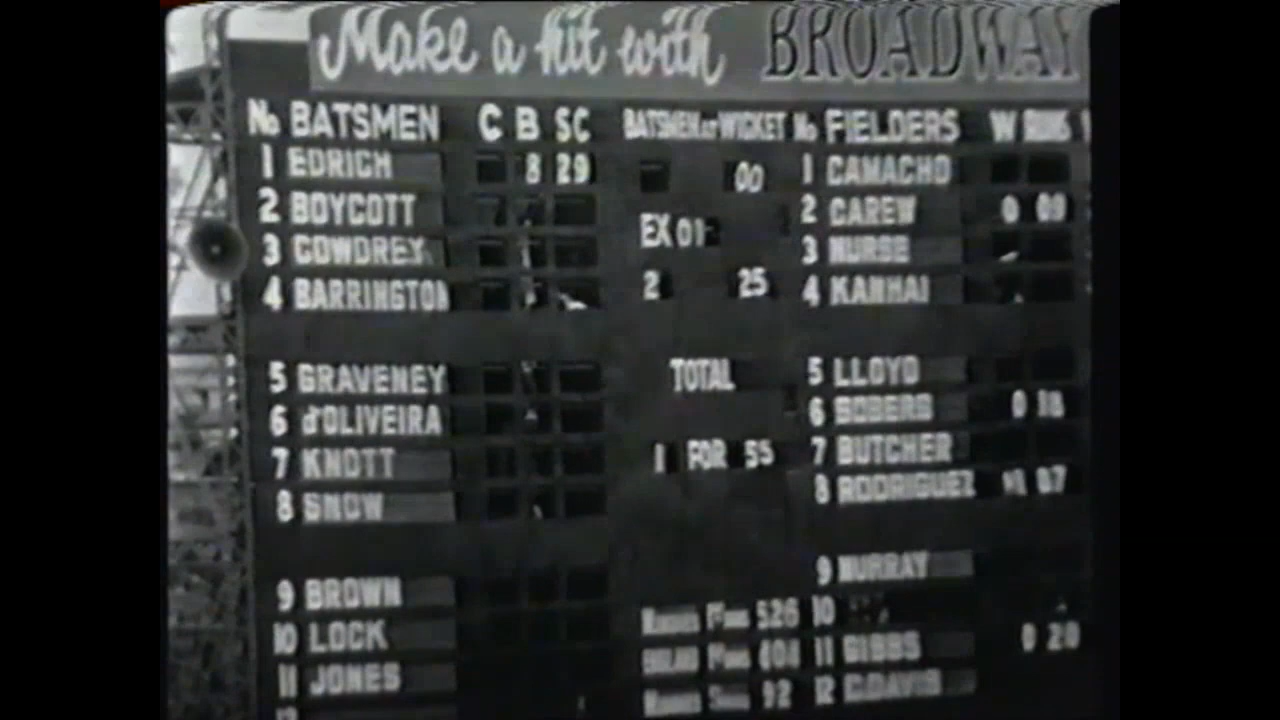 Make a hit with BROADWAY
No BATSMEN C B SC BATSMEN AT WICKET No FIELDERS W RUNS
1 EDRICH 8 29 00 1 CAMACHO
2 BOYCOTT EX 01 2 CAREW 0 09
3 COWDREY 3 NURSE
4 BARRINGTON 2 25 4 KANHAI
5 GRAVENEY TOTAL 5 LLOYD
6 d'OLIVEIRA 6 SOBERS 0 18
7 KNOTT 1 FOR 55 7 BUTCHER
8 SNOW 8 RODRIGUEZ 07
9 BROWN 9 MURRAY
10 LOCK 526 10
11 JONES 11 GIBBS 0 20
92 12 C.DAVIS